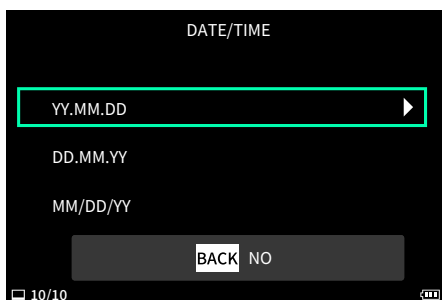 DATE/TIME
YY.MM.DD
DD.MM.YY
MM/DD/YY
BACK NO
10/10